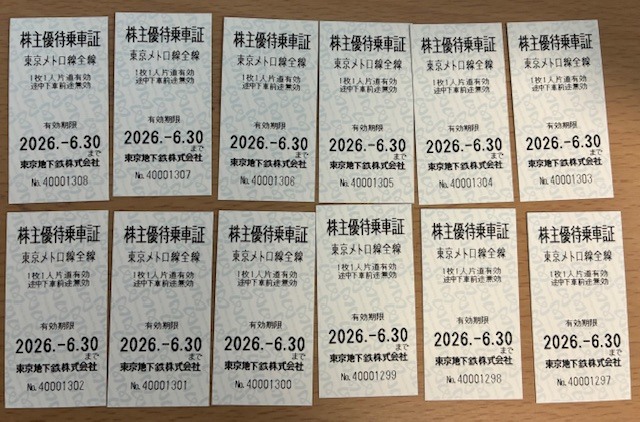 株主優待乗車証
東京メトロ線全線
1枚1人片道有効
途中下車前途無効
有効期限
2026.-6.30
まで
東京地下鉄株式会社
No. 40001308
株主優待乗車証
東京メトロ線全線
1枚1人片道有効
途中下車前途無効
有効期限
2026.-6.30
まで
東京地下鉄株式会社
No. 40001307
株主優待乗車証
東京メトロ線全線
1枚1人片道有効
途中下車前途無効
有効期限
2026.-6.30
まで
東京地下鉄株式会社
No. 40001306
株主優待乗車証
東京メトロ線全線
1枚1人片道有効
途中下車前途無効
有効期限
2026.-6.30
まで
東京地下鉄株式会社
No. 40001305
株主優待乗車証
東京メトロ線全線
1枚1人片道有効
途中下車前途無効
有効期限
2026.-6.30
まで
東京地下鉄株式会社
No. 40001304
株主優待乗車証
東京メトロ線全線
1枚1人片道有効
途中下車前途無効
有効期限
2026.-6.30
まで
東京地下鉄株式会社
No. 40001303
株主優待乗車証
東京メトロ線全線
1枚1人片道有効
途中下車前途無効
有効期限
2026.-6.30
まで
東京地下鉄株式会社
No. 40001302
株主優待乗車証
東京メトロ線全線
1枚1人片道有効
途中下車前途無効
有効期限
2026.-6.30
まで
東京地下鉄株式会社
No. 40001301
株主優待乗車証
東京メトロ線全線
1枚1人片道有効
途中下車前途無効
有効期限
2026.-6.30
まで
東京地下鉄株式会社
No. 40001300
株主優待乗車証
東京メトロ線全線
1枚1人片道有効
途中下車前途無効
有効期限
2026.-6.30
まで
東京地下鉄株式会社
No. 40001299
株主優待乗車証
東京メトロ線全線
1枚1人片道有効
途中下車前途無効
有効期限
2026.-6.30
まで
東京地下鉄株式会社
No. 40001298
株主優待乗車証
東京メトロ線全線
1枚1人片道有効
途中下車前途無効
有効期限
2026.-6.30
まで
東京地下鉄株式会社
No. 40001297